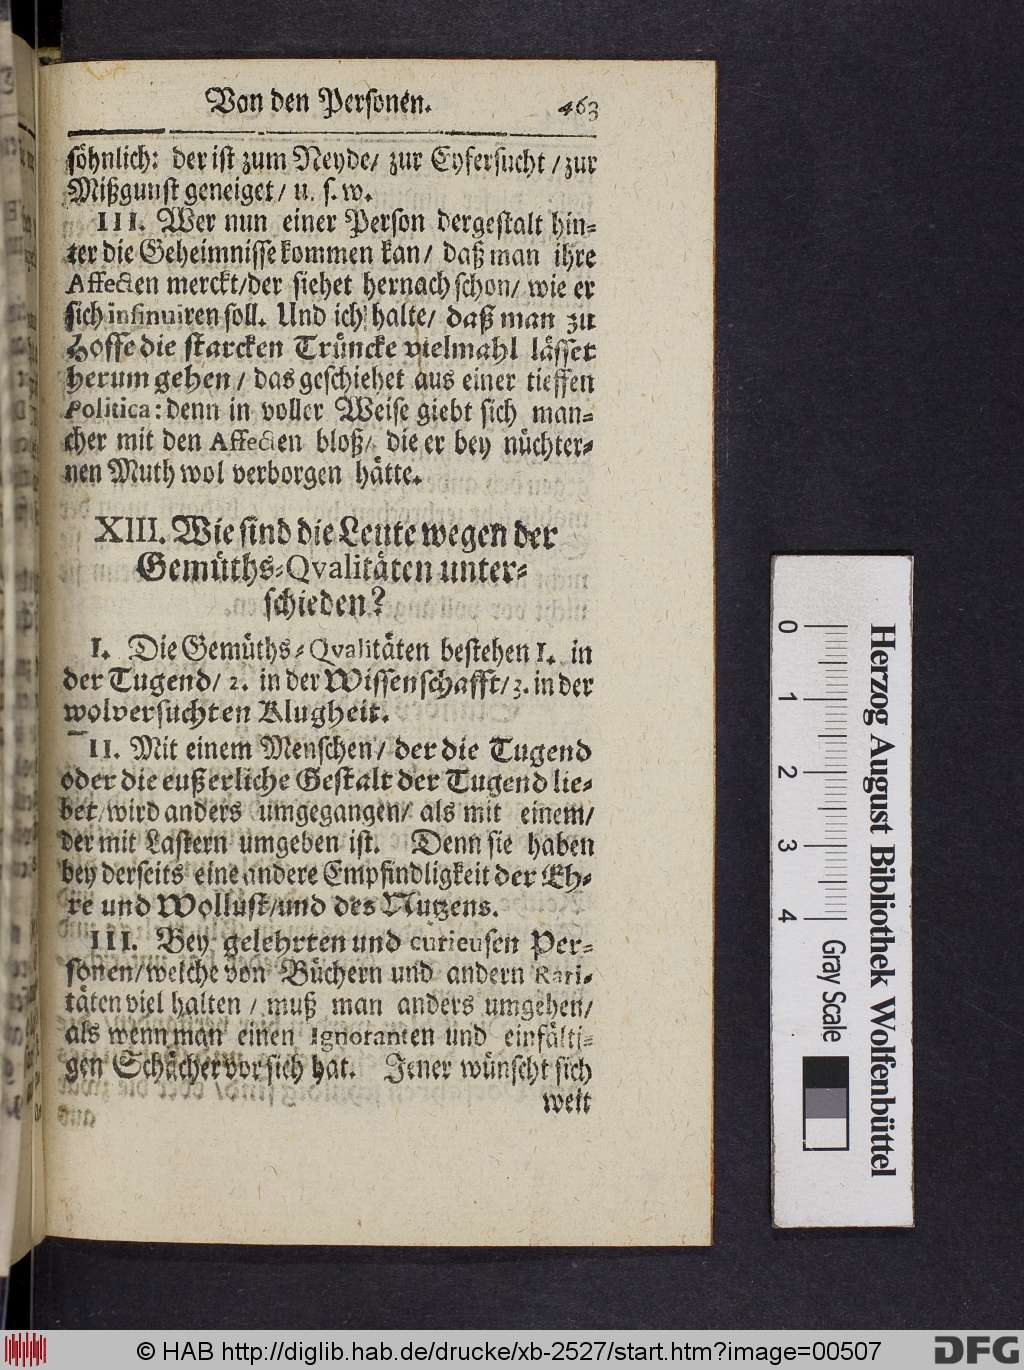 Von den Personen. 463
söhnlich: der ist zum Neyde/ zur Eyfersucht / zur
Mißgunst geneiget/ u. s. w.
III. Wer nun einer Person dergestalt hin-
ter die Geheimnisse kommen kan/ daß man ihre
Affecten merckt/der siehet hernach schon/ wie er
sich insinuiren soll. Und ich halte/ daß man zu
Hoffe die starcken Trüncke vielmahl lässet
herum gehen / das geschiehet aus einer tieffen
Politica: denn in voller Weise giebt sich man-
cher mit den Affecten bloß/ die er bey nüchter-
nen Muth wol verborgen hätte.
XIII. Wie sind die Leute wegen der
Gemüths-Qvalitäten unter-
schieden?
I. Die Gemüths-Qvalitäten bestehen 1. in
der Tugend/ 2. in der Wissenschafft/ 3. in der
wolversuchten Klugheit.
II. Mit einem Menschen/ der die Tugend
oder die eußerliche Gestalt der Tugend lie-
bet/wird anders umgegangen/ als mit einem/
der mit Lastern umgeben ist. Denn sie haben
bey derseits eine andere Empfindligkeit der Eh-
re und Wollust/und des Nutzens.
III. Bey gelehrten und curieusen Per-
sonen/welche von Büchern und andern Rari-
täten viel halten / muß man anders umgehen/
als wenn man einen Ignoranten und einfälti-
gen Schächer vor sich hat. Jener wünscht sich
weit
0 1 2 3 4
Herzog August Bibliothek Wolfenbüttel
Gray Scale
© HAB http://diglib.hab.de/drucke/xb-2527/start.htm?image=00507
DFG